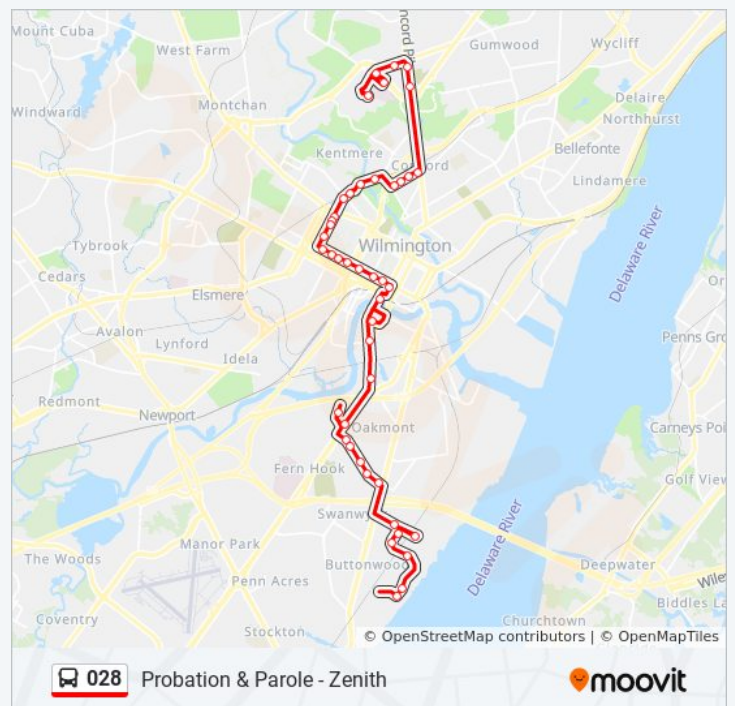 Mount Cuba
West Farm
Concord Pi
Gumwood
Wycliff
Windward
Montchan
Delaire
Northhurst
Kentmere
Bellefonte
Lindamere
Wilmington
Tybrook
Cedars
Elsmere
Delaware River
Avalon
Lynford
Idela
Penns Gro
Redmont
Newport
Oakmont
Carneys Poi
Fern Hook
Golf View
Swanwy
Delaware River
The Woods
Manor Park
Buttonwood
Deepwater
Penn Acres
Coventry
Stockton
Churchtown
Biddles La
© OpenStreetMap contributors | © OpenMapTiles
028 Probation & Parole - Zenith
moovit